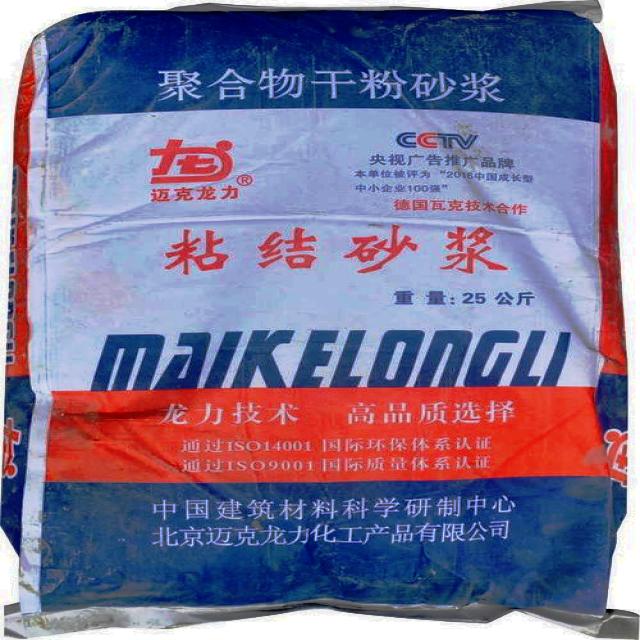 聚合物干粉砂浆
迈克龙力®
CCTV
央视广告推广品牌
本单位被评为“2016中国成长型
中小企业100强”
德国瓦克技术合作
粘结砂浆
重量:25公斤
MAIKELONGLI
龙力技术 高品质选择
通过ISO14001 国际环保体系认证
通过ISO9001 国际质量体系认证
中国建筑材料科学研制中心
北京迈克龙力化工产品有限公司